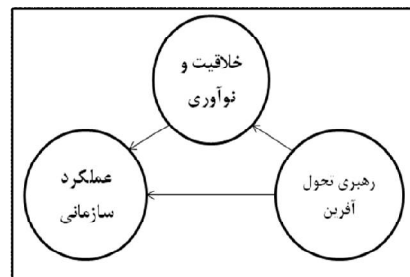 خلاقیت و
نوآوری
رهبری تحول
آفرین
عملکرد
سازمانی